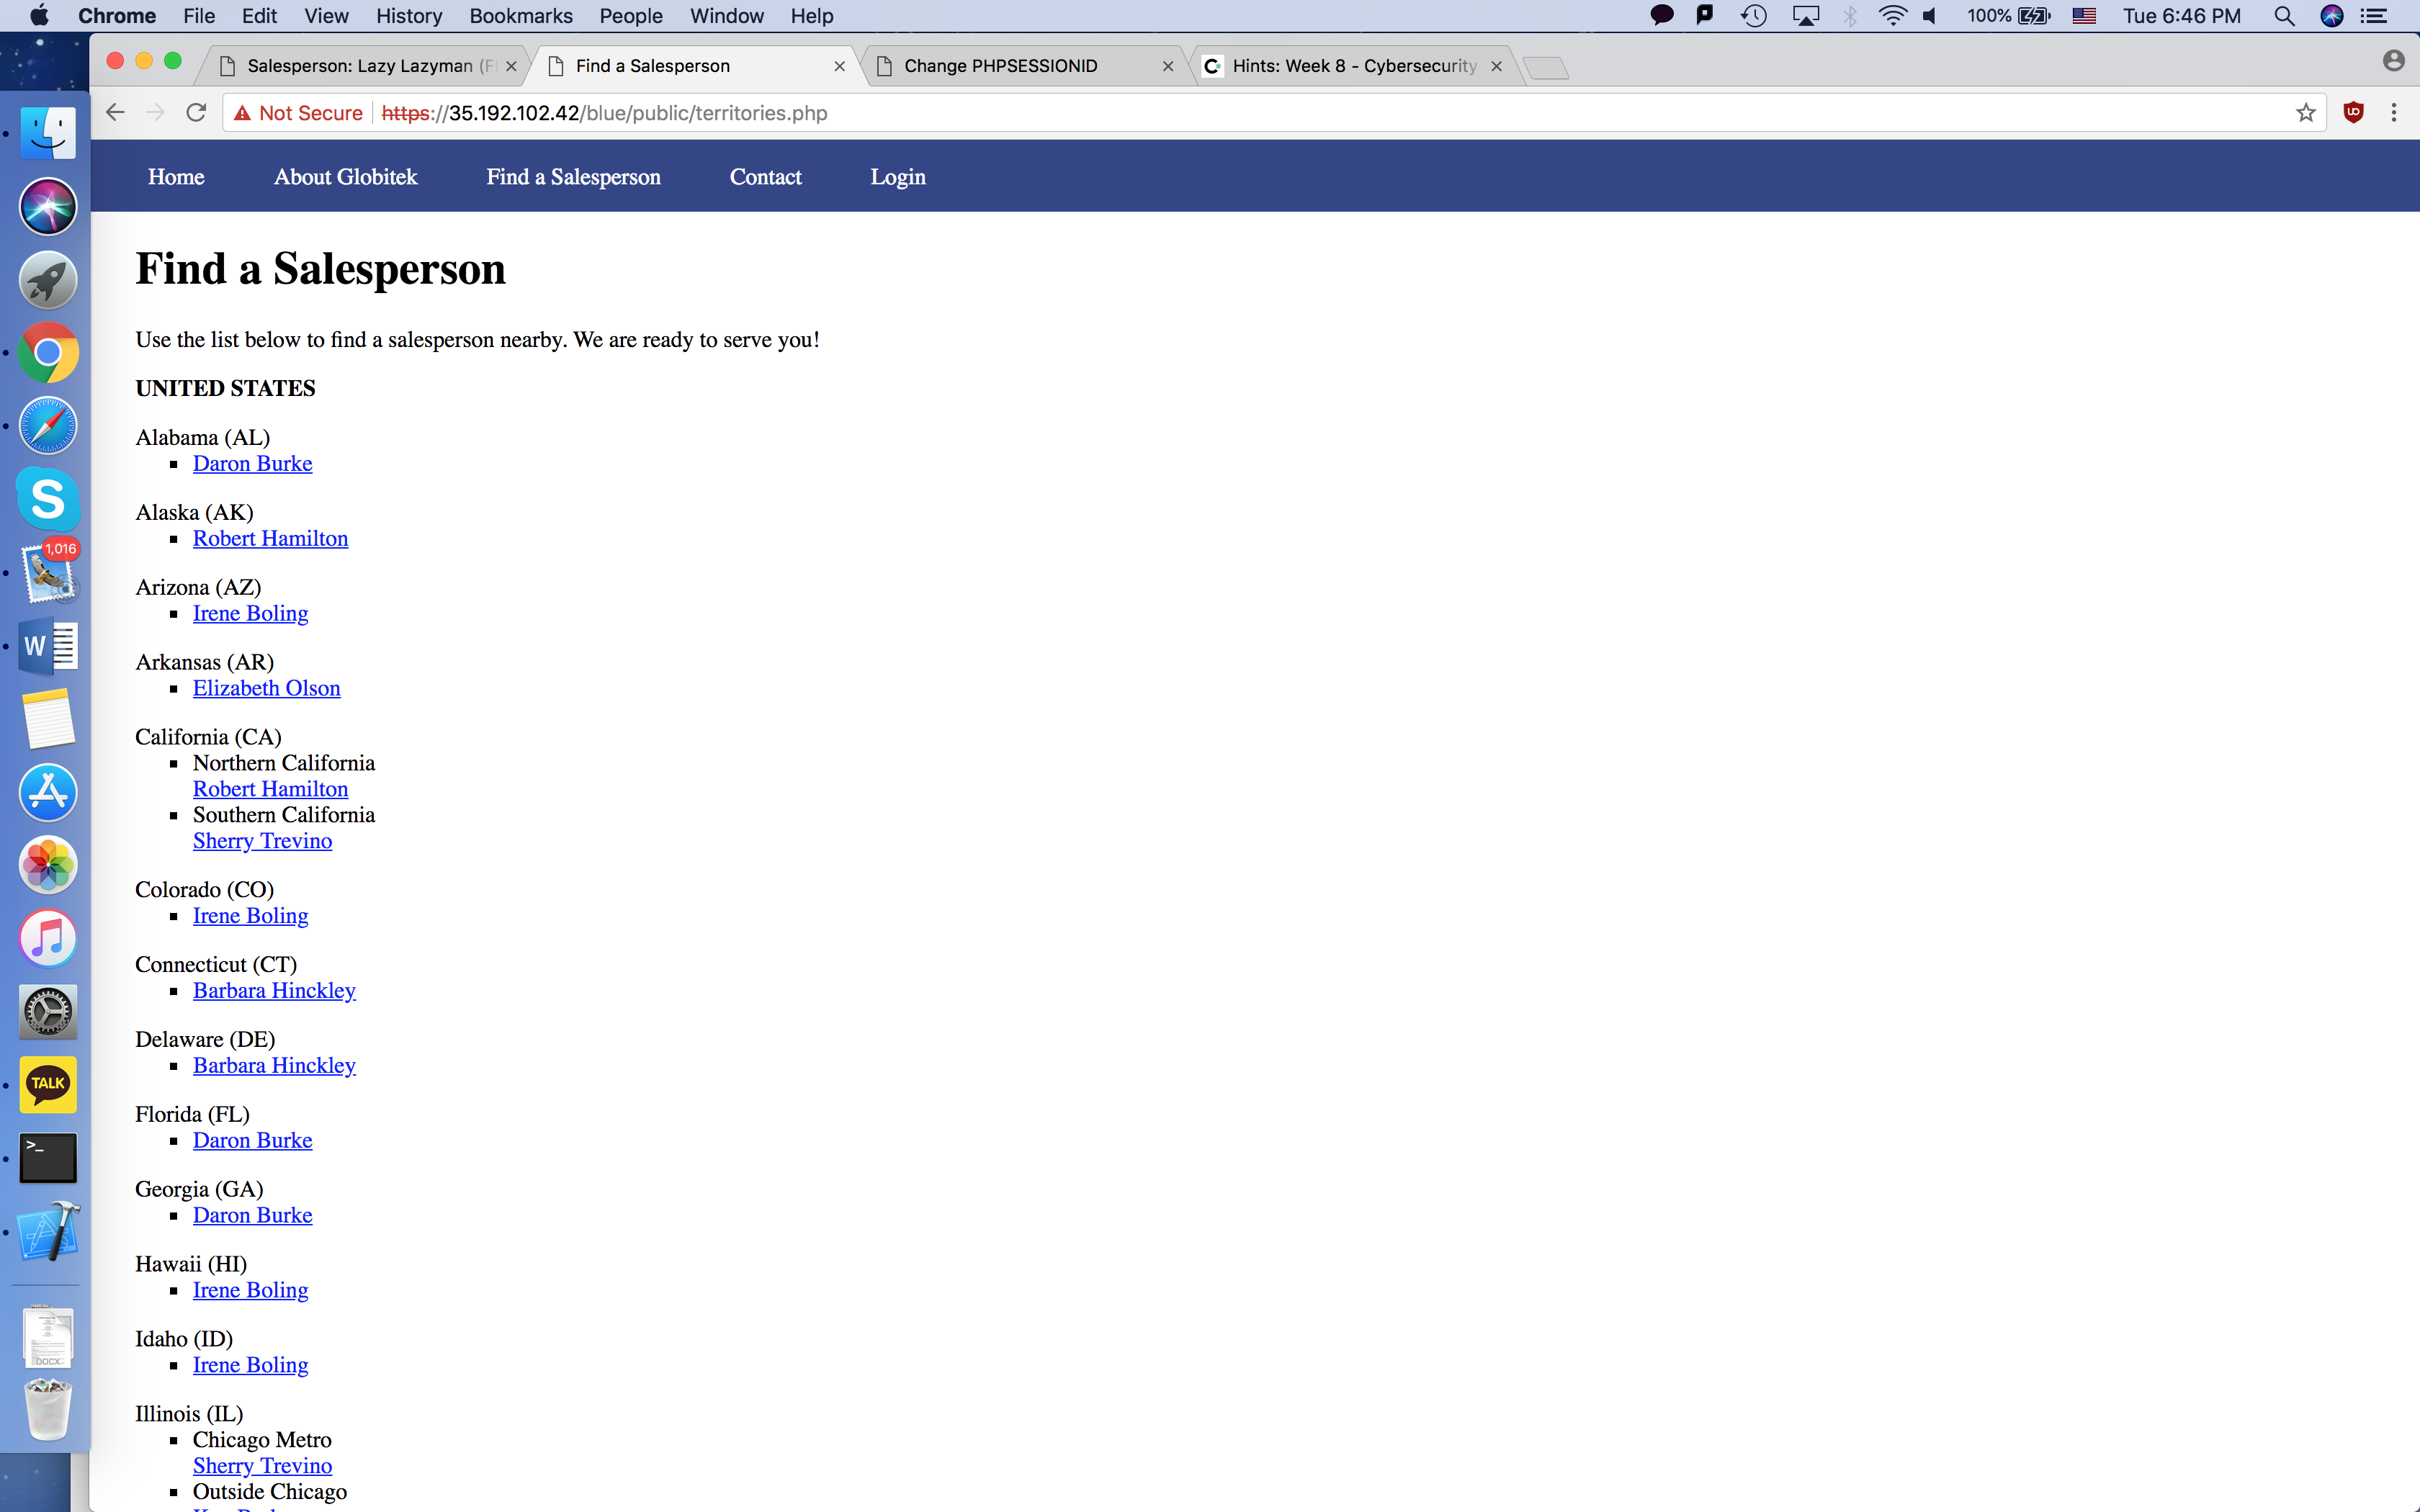 Chrome File Edit View History Bookmarks People Window Help 100% Tue 6:46 PM
Salesperson: Lazy Lazyman (F Find a Salesperson Change PHPSESSIONID Hints: Week 8 - Cybersecurity
Not Secure https://35.192.102.42/blue/public/territories.php
Home About Globitek Find a Salesperson Contact Login
Find a Salesperson
Use the list below to find a salesperson nearby. We are ready to serve you!
UNITED STATES
Alabama (AL)
Daron Burke
Alaska (AK)
Robert Hamilton
Arizona (AZ)
Irene Boling
Arkansas (AR)
Elizabeth Olson
California (CA)
Northern California
Robert Hamilton
Southern California
Sherry Trevino
Colorado (CO)
Irene Boling
Connecticut (CT)
Barbara Hinckley
Delaware (DE)
Barbara Hinckley
Florida (FL)
Daron Burke
Georgia (GA)
Daron Burke
Hawaii (HI)
Irene Boling
Idaho (ID)
Irene Boling
Illinois (IL)
Chicago Metro
Sherry Trevino
Outside Chicago
1,016
W
TALK
>_
DOCX